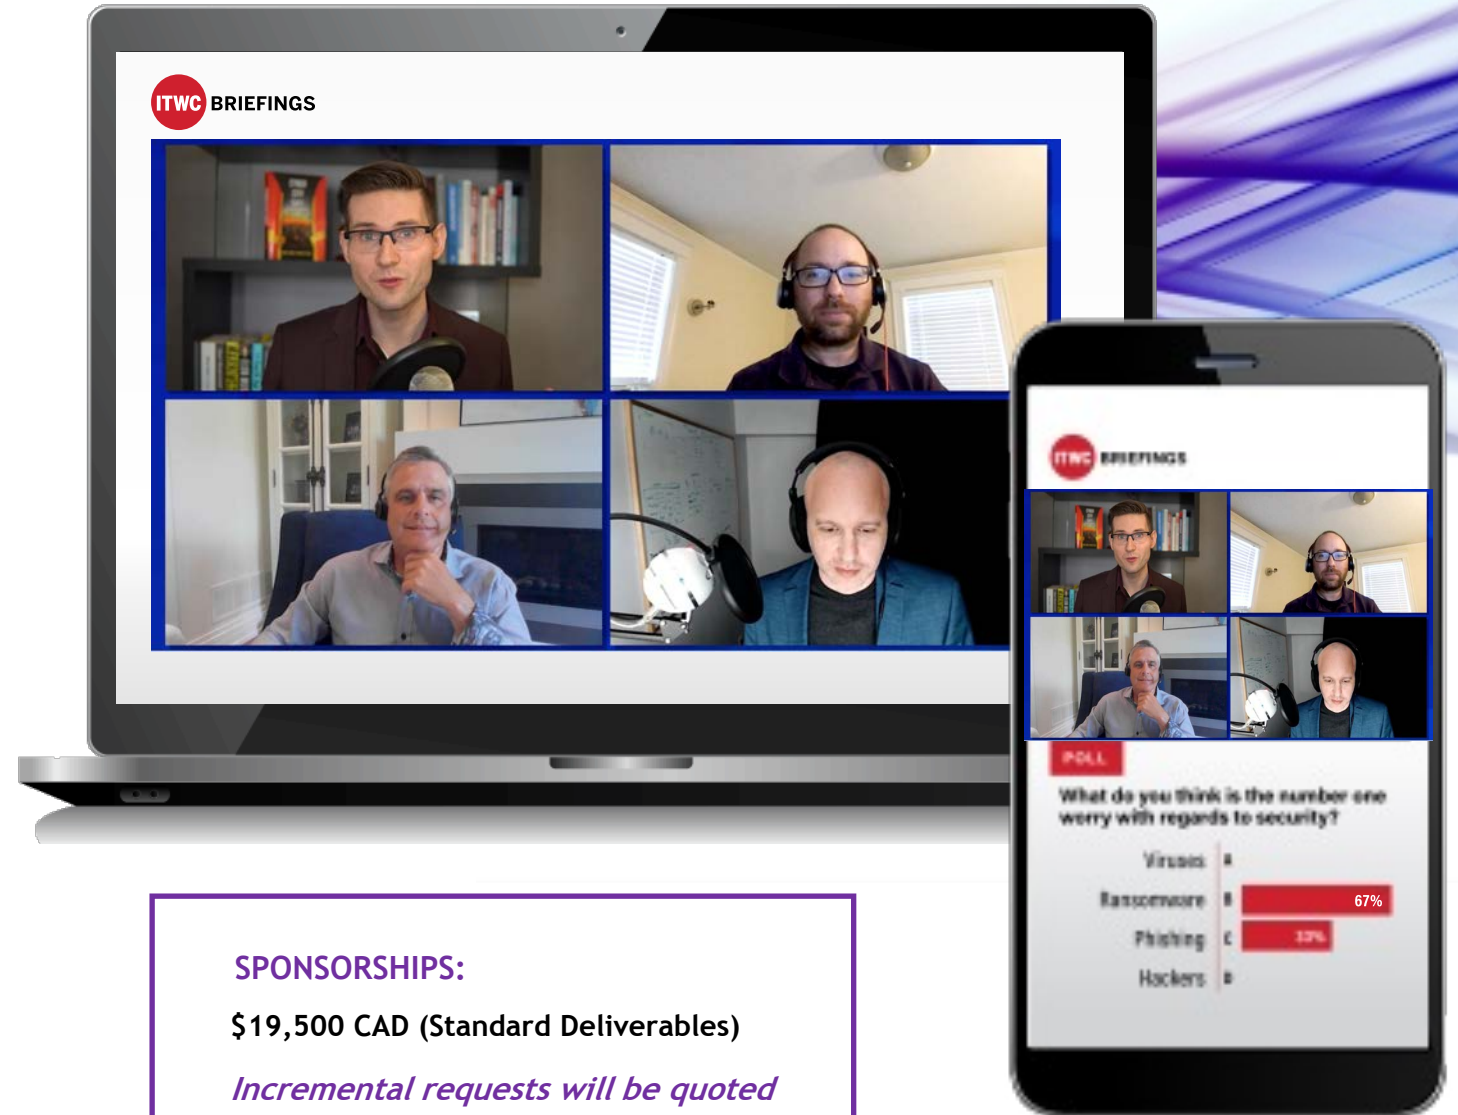 ITWC BRIEFINGS
ITWC BRIEFINGS
POLL
What do you think is the number one
worry with regards to security?
Viruses A
Ransomware B 67%
Phishing C 33%
Hackers D
SPONSORSHIPS:
$19,500 CAD (Standard Deliverables)
Incremental requests will be quoted